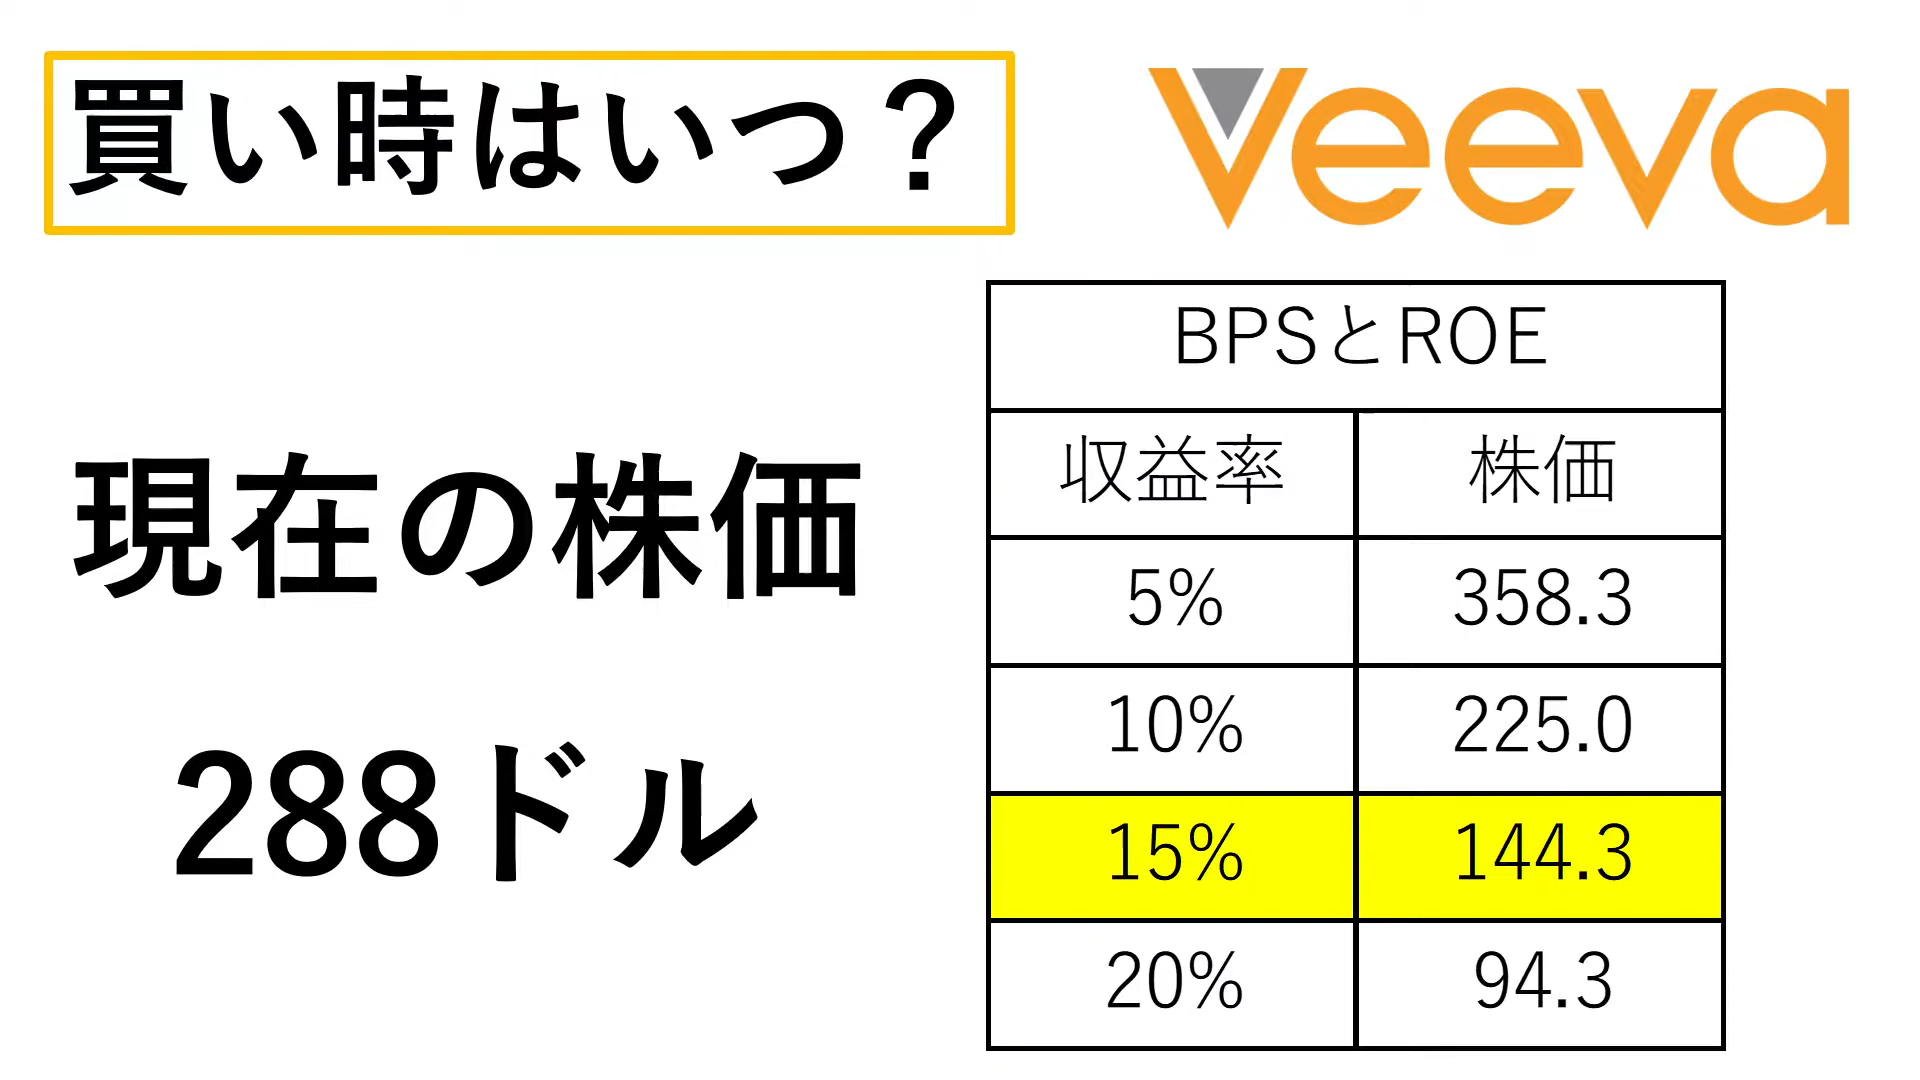 買い時はいつ？
veeva
現在の株価
288ドル
BPSとROE
収益率 株価
5% 358.3
10% 225.0
15% 144.3
20% 94.3